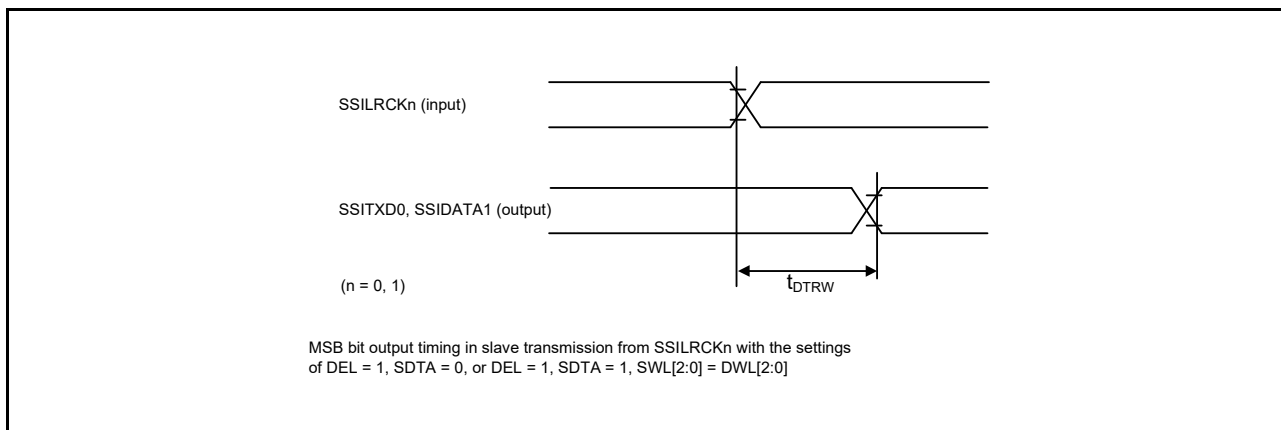 SSILRCKn (input)
SSITXD0, SSIDATA1 (output)
tDTRW
(n = 0, 1)
MSB bit output timing in slave transmission from SSILRCKn with the settings
of DEL = 1, SDTA = 0, or DEL = 1, SDTA = 1, SWL[2:0] = DWL[2:0]